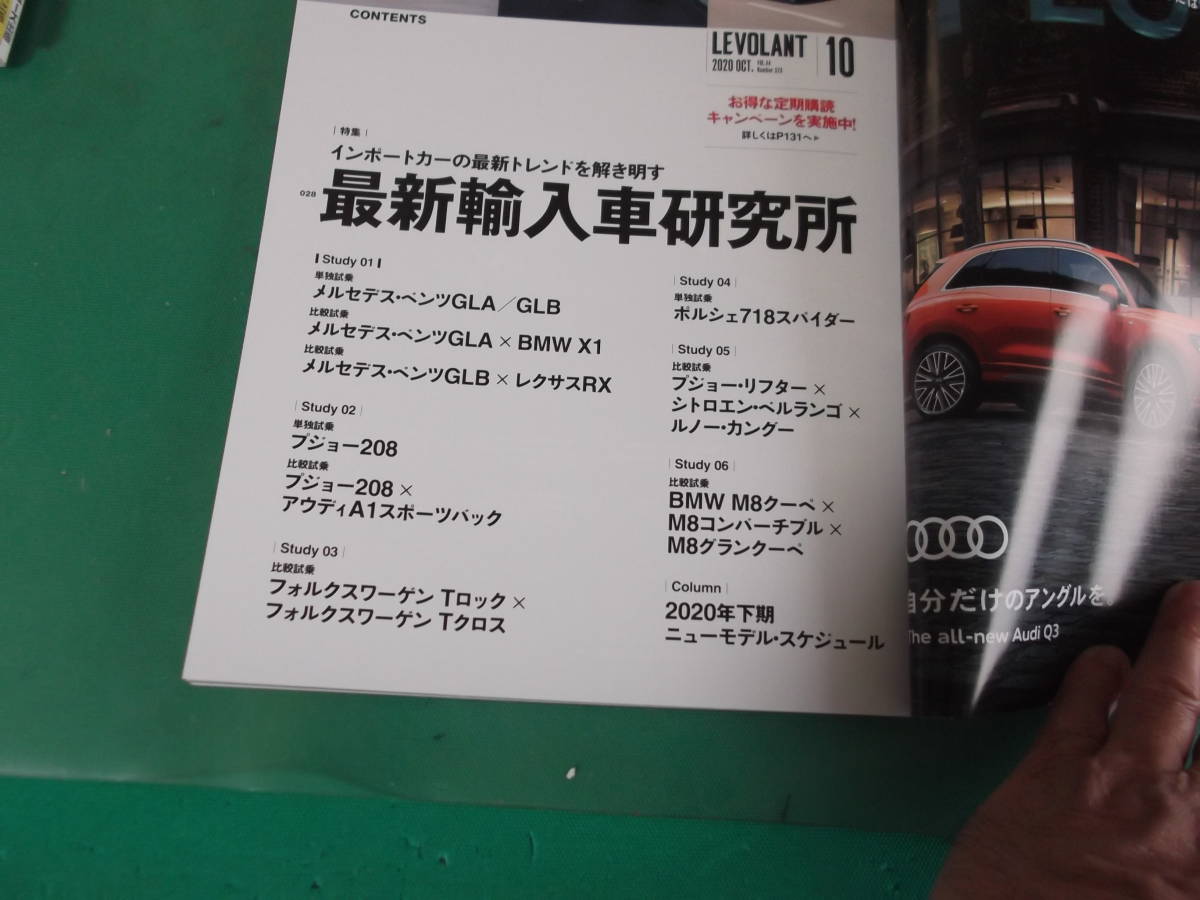 CONTENTS
LEVOLANT
2020 OCT.
10
お得な定期購読
キャンペーンを実施中!
詳しくはP131へ▶
特集
インポートカーの最新トレンドを解き明す
028
最新輸入車研究所
Study 01
単独試乗
メルセデス・ベンツGLA／GLB
比較試乗
メルセデス・ベンツGLA × BMW X1
比較試乗
メルセデス・ベンツGLB × レクサスRX
Study 02
単独試乗
プジョー208
比較試乗
プジョー208 ×
アウディA1スポーツバック
Study 03
比較試乗
フォルクスワーゲン Tロック ×
フォルクスワーゲン Tクロス
Study 04
単独試乗
ポルシェ718スパイダー
Study 05
比較試乗
プジョー・リフター ×
シトロエン・ベルランゴ ×
ルノー・カングー
Study 06
比較試乗
BMW M8クーペ ×
M8コンバーチブル ×
M8グランクーペ
Column
2020年下期
ニューモデル・スケジュール
自分だけのアングルを。
The all-new Audi Q3